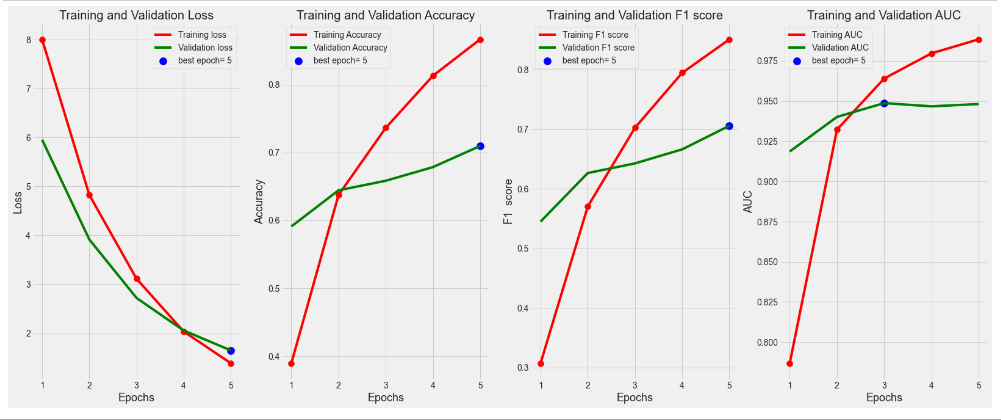 Training and Validation Loss
Training loss
Validation loss
best epoch= 5
8
7
6
5
4
3
2
Loss
1 2 3 4 5
Epochs
Training and Validation Accuracy
Training Accuracy
Validation Accuracy
best epoch= 5
0.8
0.7
0.6
0.5
0.4
Accuracy
1 2 3 4 5
Epochs
Training and Validation F1 score
Training F1 score
Validation F1 score
best epoch= 5
0.8
0.7
0.6
0.5
0.4
0.3
F1 score
1 2 3 4 5
Epochs
Training and Validation AUC
Training AUC
Validation AUC
best epoch= 5
0.975
0.950
0.925
0.900
0.875
0.850
0.825
0.800
AUC
1 2 3 4 5
Epochs